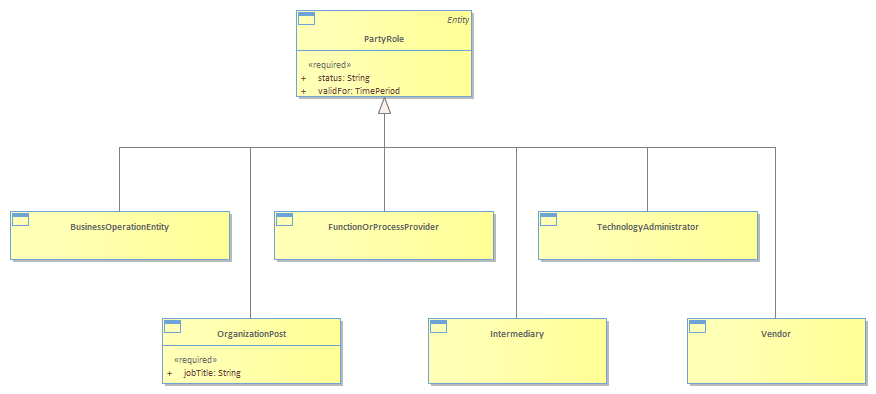 Entity
PartyRole
«required»
+ status: String
+ validFor: TimePeriod
BusinessOperationEntity
FunctionOrProcessProvider
TechnologyAdministrator
OrganizationPost
«required»
+ jobTitle: String
Intermediary
Vendor